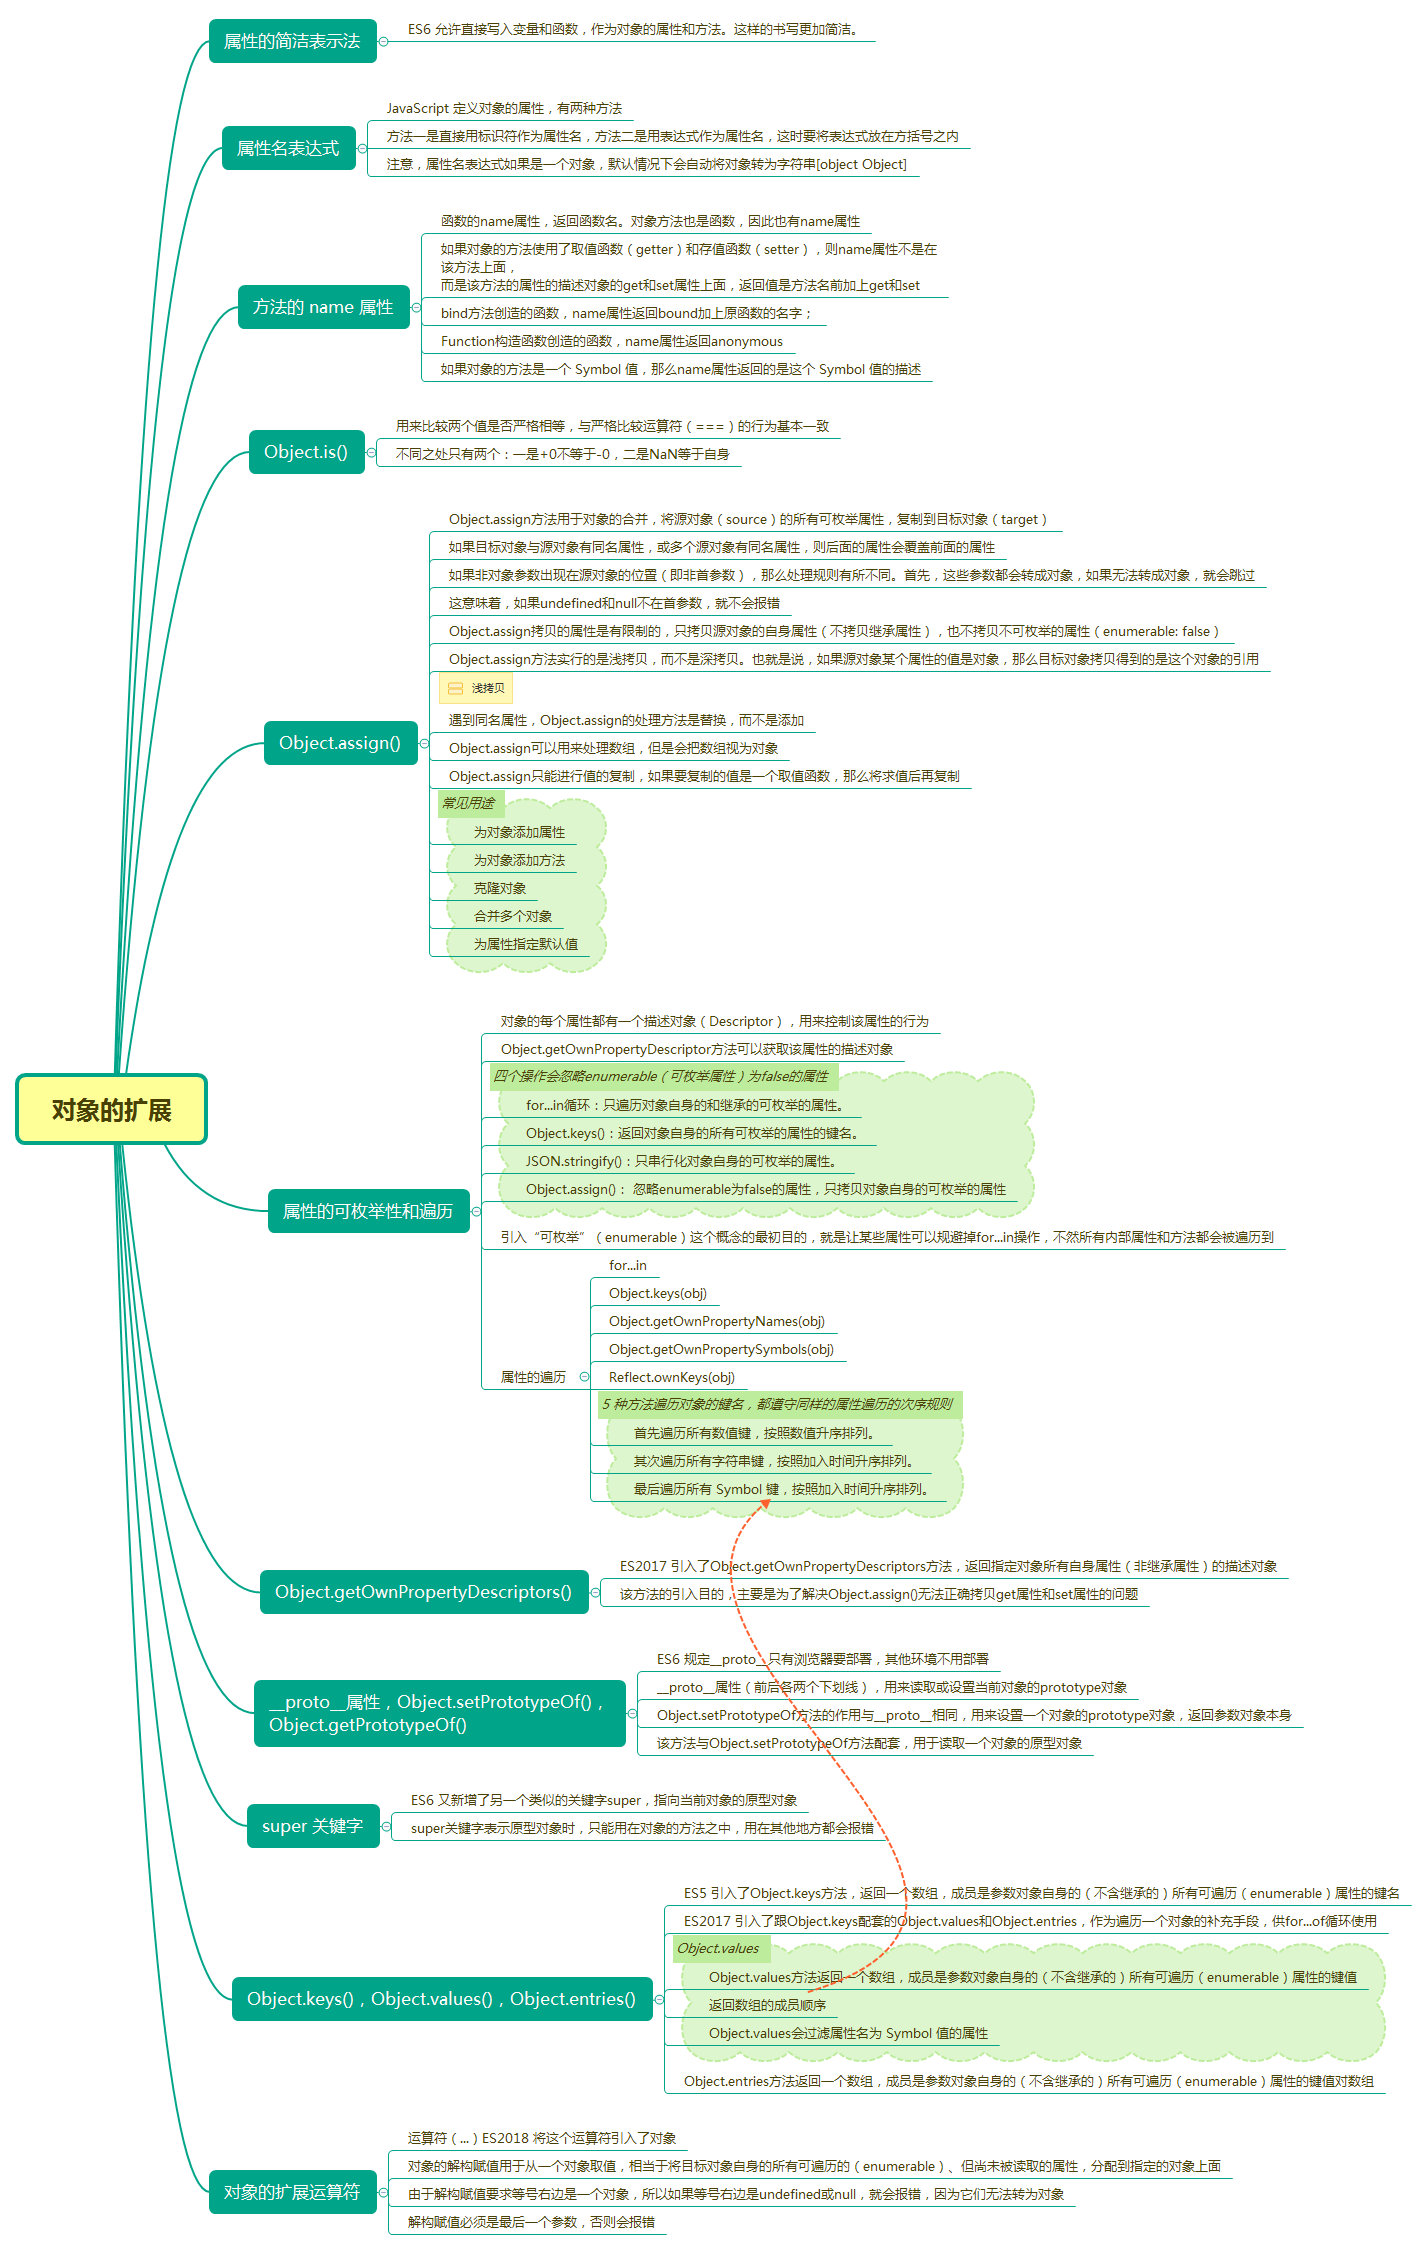 对象的扩展
属性的简洁表示法
ES6 允许直接写入变量和函数，作为对象的属性和方法。这样的书写更加简洁。
属性名表达式
JavaScript 定义对象的属性，有两种方法
方法一是直接用标识符作为属性名，方法二是用表达式作为属性名，这时要将表达式放在方括号之内
注意，属性名表达式如果是一个对象，默认情况下会自动将对象转为字符串[object Object]
方法的 name 属性
函数的name属性，返回函数名。对象方法也是函数，因此也有name属性
如果对象的方法使用了取值函数（getter）和存值函数（setter），则name属性不是在
该方法上面，
而是该方法的属性的描述对象的get和set属性上面，返回值是方法名前加上get和set
bind方法创造的函数，name属性返回bound加上原函数的名字；
Function构造函数创造的函数，name属性返回anonymous
如果对象的方法是一个 Symbol 值，那么name属性返回的是这个 Symbol 值的描述
Object.is()
用来比较两个值是否严格相等，与严格比较运算符（===）的行为基本一致
不同之处只有两个：一是+0不等于-0，二是NaN等于自身
Object.assign()
Object.assign方法用于对象的合并，将源对象（source）的所有可枚举属性，复制到目标对象（target）
如果目标对象与源对象有同名属性，或多个源对象有同名属性，则后面的属性会覆盖前面的属性
如果非对象参数出现在源对象的位置（即非首参数），那么处理规则有所不同。首先，这些参数都会转成对象，如果无法转成对象，就会跳过
这意味着，如果undefined和null不在首参数，就不会报错
Object.assign拷贝的属性是有限制的，只拷贝源对象的自身属性（不拷贝继承属性），也不拷贝不可枚举的属性（enumerable: false）
Object.assign方法实行的是浅拷贝，而不是深拷贝。也就是说，如果源对象某个属性的值是对象，那么目标对象拷贝得到的是这个对象的引用
浅拷贝
遇到同名属性，Object.assign的处理方法是替换，而不是添加
Object.assign可以用来处理数组，但是会把数组视为对象
Object.assign只能进行值的复制，如果要复制的值是一个取值函数，那么将求值后再复制
常见用途
为对象添加属性
为对象添加方法
克隆对象
合并多个对象
为属性指定默认值
属性的可枚举性和遍历
对象的每个属性都有一个描述对象（Descriptor），用来控制该属性的行为
Object.getOwnPropertyDescriptor方法可以获取该属性的描述对象
四个操作会忽略enumerable（可枚举属性）为false的属性
for...in循环：只遍历对象自身的和继承的可枚举的属性。
Object.keys()：返回对象自身的所有可枚举的属性的键名。
JSON.stringify()：只串行化对象自身的可枚举的属性。
Object.assign()： 忽略enumerable为false的属性，只拷贝对象自身的可枚举的属性
引入“可枚举”（enumerable）这个概念的最初目的，就是让某些属性可以规避掉for...in操作，不然所有内部属性和方法都会被遍历到
属性的遍历
for...in
Object.keys(obj)
Object.getOwnPropertyNames(obj)
Object.getOwnPropertySymbols(obj)
Reflect.ownKeys(obj)
5 种方法遍历对象的键名，都遵守同样的属性遍历的次序规则
首先遍历所有数值键，按照数值升序排列。
其次遍历所有字符串键，按照加入时间升序排列。
最后遍历所有 Symbol 键，按照加入时间升序排列。
Object.getOwnPropertyDescriptors()
ES2017 引入了Object.getOwnPropertyDescriptors方法，返回指定对象所有自身属性（非继承属性）的描述对象
该方法的引入目的，主要是为了解决Object.assign()无法正确拷贝get属性和set属性的问题
__proto__属性，Object.setPrototypeOf()，
Object.getPrototypeOf()
ES6 规定__proto__只有浏览器要部署，其他环境不用部署
__proto__属性（前后各两个下划线），用来读取或设置当前对象的prototype对象
Object.setPrototypeOf方法的作用与__proto__相同，用来设置一个对象的prototype对象，返回参数对象本身
该方法与Object.setPrototypeOf方法配套，用于读取一个对象的原型对象
super 关键字
ES6 又新增了另一个类似的关键字super，指向当前对象的原型对象
super关键字表示原型对象时，只能用在对象的方法之中，用在其他地方都会报错
Object.keys()，Object.values()，Object.entries()
ES5 引入了Object.keys方法，返回一个数组，成员是参数对象自身的（不含继承的）所有可遍历（enumerable）属性的键名
ES2017 引入了跟Object.keys配套的Object.values和Object.entries，作为遍历一个对象的补充手段，供for...of循环使用
Object.values
Object.values方法返回一个数组，成员是参数对象自身的（不含继承的）所有可遍历（enumerable）属性的键值
返回数组的成员顺序
Object.values会过滤属性名为 Symbol 值的属性
Object.entries方法返回一个数组，成员是参数对象自身的（不含继承的）所有可遍历（enumerable）属性的键值对数组
对象的扩展运算符
运算符（...）ES2018 将这个运算符引入了对象
对象的解构赋值用于从一个对象取值，相当于将目标对象自身的所有可遍历的（enumerable）、但尚未被读取的属性，分配到指定的对象上面
由于解构赋值要求等号右边是一个对象，所以如果等号右边是undefined或null，就会报错，因为它们无法转为对象
解构赋值必须是最后一个参数，否则会报错